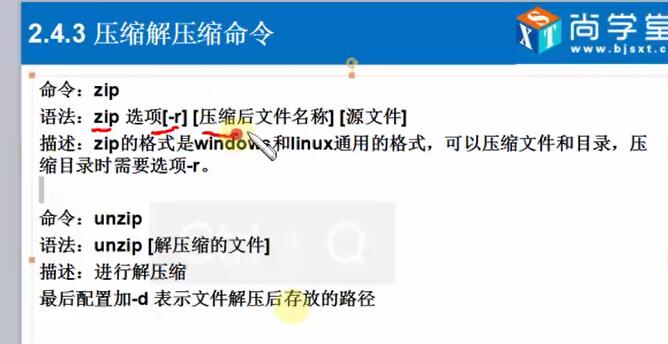 2.4.3 压缩解压缩命令
尚学堂
www.bjsxt.com
命令：zip
语法：zip 选项[-r] [压缩后文件名称] [源文件]
描述：zip的格式是windows和linux通用的格式，可以压缩文件和目录，压
缩目录时需要选项-r。
命令：unzip
语法：unzip [解压缩的文件]
描述：进行解压缩
最后配置加-d 表示文件解压后存放的路径
Ctrl + Q